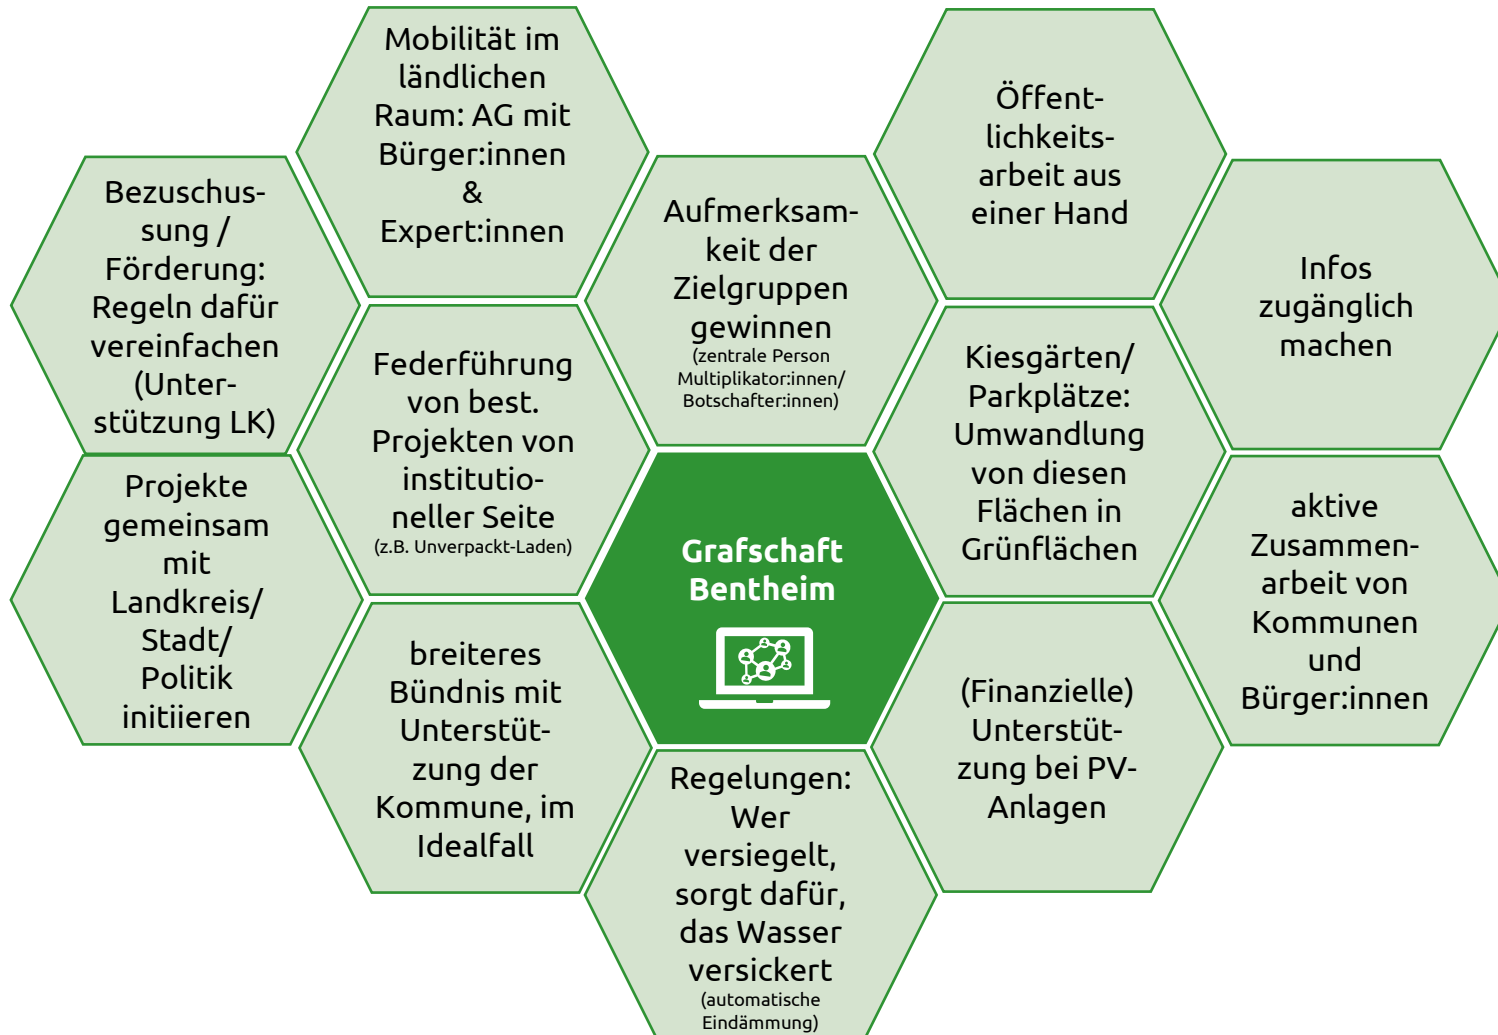 Mobilität im
ländlichen
Raum: AG mit
Bürger:innen
&
Expert:innen
Öffent-
lichkeits-
arbeit aus
einer Hand
Bezuschus-
sung /
Förderung:
Regeln dafür
vereinfachen
(Unter-
stützung LK)
Aufmerksam-
keit der
Zielgruppen
gewinnen
(zentrale Person
Multiplikator:innen/
Botschafter:innen)
Infos
zugänglich
machen
Federführung
von best.
Projekten von
institutio-
neller Seite
(z.B. Unverpackt-Laden)
Kiesgärten/
Parkplätze:
Umwandlung
von diesen
Flächen in
Grünflächen
Projekte
gemeinsam
mit
Landkreis/
Stadt/
Politik
initiieren
Grafschaft
Bentheim
aktive
Zusammen-
arbeit von
Kommunen
und
Bürger:innen
breiteres
Bündnis mit
Unterstüt-
zung der
Kommune, im
Idealfall
(Finanzielle)
Unterstüt-
zung bei PV-
Anlagen
Regelungen:
Wer
versiegelt,
sorgt dafür,
das Wasser
versickert
(automatische
Eindämmung)